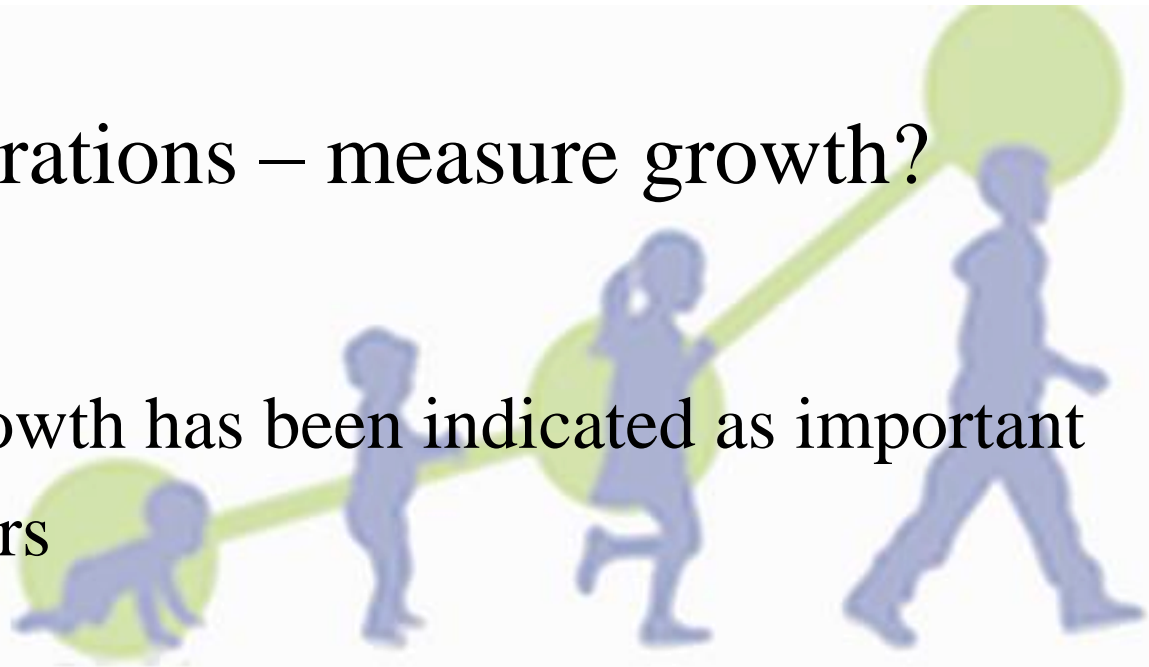 rations – measure growth?
owth has been indicated as important
rs